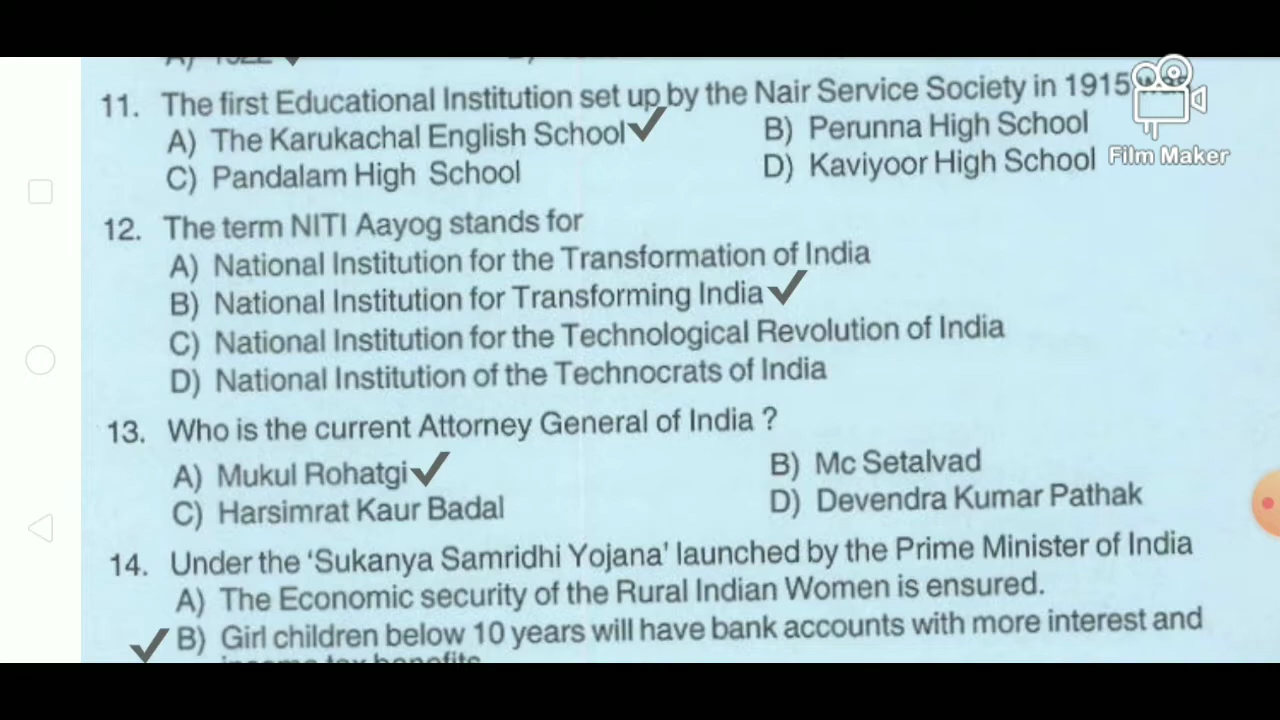 11. The first Educational Institution set up by the Nair Service Society in 1915
A) The Karukachal English School B) Perunna High School
C) Pandalam High School D) Kaviyoor High School
Film Maker
12. The term NITI Aayog stands for
A) National Institution for the Transformation of India
B) National Institution for Transforming India
C) National Institution for the Technological Revolution of India
D) National Institution of the Technocrats of India
13. Who is the current Attorney General of India ?
A) Mukul Rohatgi B) Mc Setalvad
C) Harsimrat Kaur Badal D) Devendra Kumar Pathak
14. Under the 'Sukanya Samridhi Yojana' launched by the Prime Minister of India
A) The Economic security of the Rural Indian Women is ensured.
B) Girl children below 10 years will have bank accounts with more interest and
income tax benefits